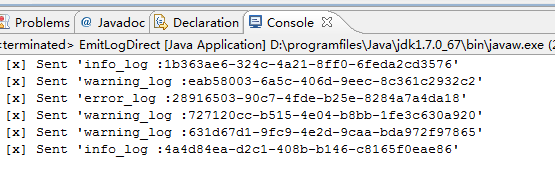 Problems @ Javadoc Declaration Console
<terminated> EmitLogDirect [Java Application] D:\programfiles\Java\jdk1.7.0_67\bin\javaw.exe (2
[x] Sent 'info_log :1b363ae6-324c-4a21-8ff0-6feda2cd3576'
[x] Sent 'warning_log :eab58003-6a5c-406d-9eec-8c361c2932c2'
[x] Sent 'error_log :28916503-90c7-4fde-b25e-8284a7a4da18'
[x] Sent 'warning_log :727120cc-b515-4e04-b8bb-1fe3c630a920'
[x] Sent 'warning_log :631d67d1-9fc9-4e2d-9caa-bda972f97865'
[x] Sent 'info_log :4a4d84ea-d2c1-408b-b146-c8165f0eae86'